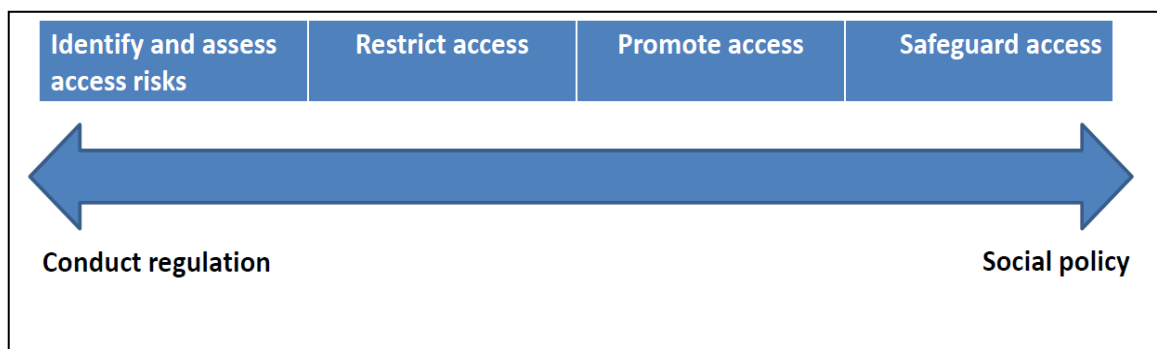 Identify and assess
access risks
Restrict access
Promote access
Safeguard access
Conduct regulation
Social policy